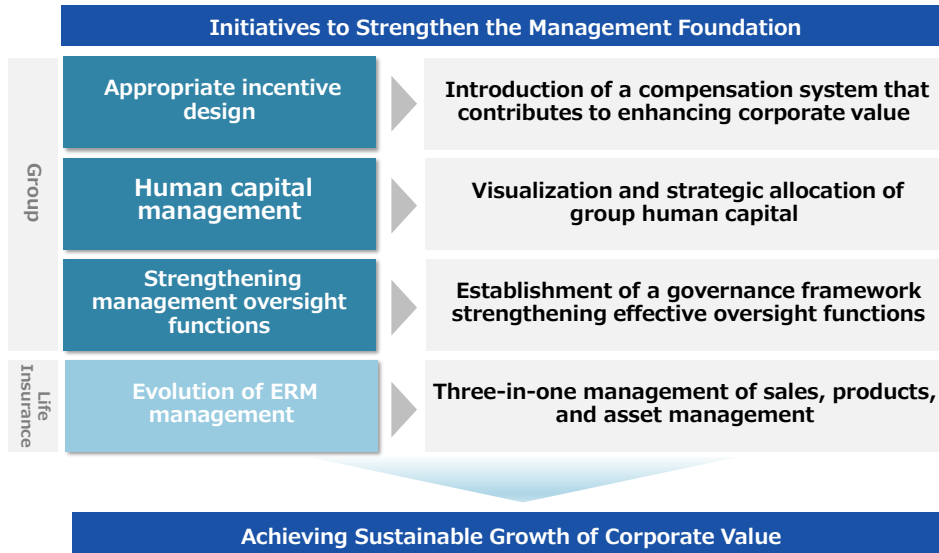 Initiatives to Strengthen the Management Foundation
Group
Appropriate incentive
design
Introduction of a compensation system that
contributes to enhancing corporate value
Human capital
management
Visualization and strategic allocation of
group human capital
Strengthening
management oversight
functions
Establishment of a governance framework
strengthening effective oversight functions
Life
Insurance
Evolution of ERM
management
Three-in-one management of sales, products,
and asset management
Achieving Sustainable Growth of Corporate Value